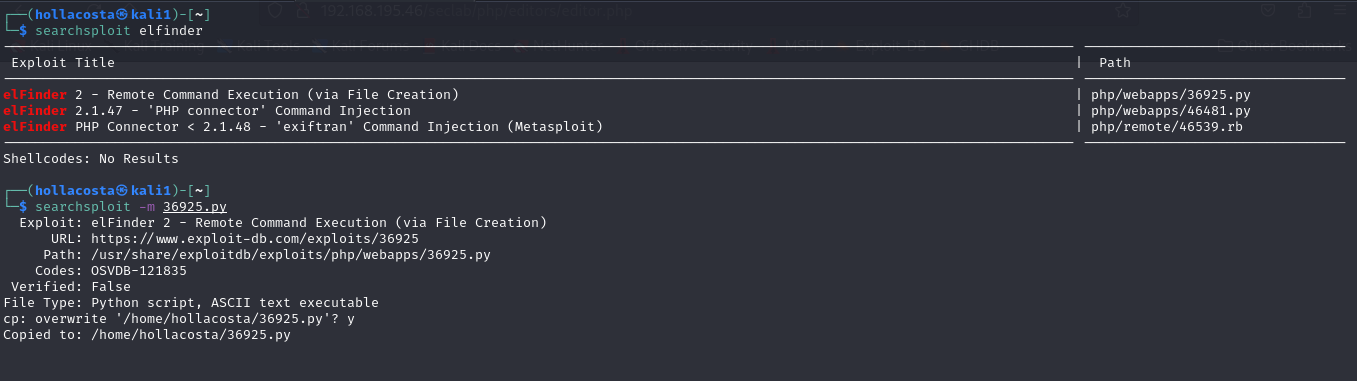 (hollacosta㉿kali1)-[~]
$ searchsploit elfinder
Exploit Title | Path
elFinder 2 - Remote Command Execution (via File Creation) | php/webapps/36925.py
elFinder 2.1.47 - 'PHP connector' Command Injection | php/webapps/46481.py
elFinder PHP Connector < 2.1.48 - 'exiftran' Command Injection (Metasploit) | php/remote/46539.rb
Shellcodes: No Results
(hollacosta㉿kali1)-[~]
$ searchsploit -m 36925.py
Exploit: elFinder 2 - Remote Command Execution (via File Creation)
URL: https://www.exploit-db.com/exploits/36925
Path: /usr/share/exploitdb/exploits/php/webapps/36925.py
Codes: OSVDB-121835
Verified: False
File Type: Python script, ASCII text executable
cp: overwrite '/home/hollacosta/36925.py'? y
Copied to: /home/hollacosta/36925.py